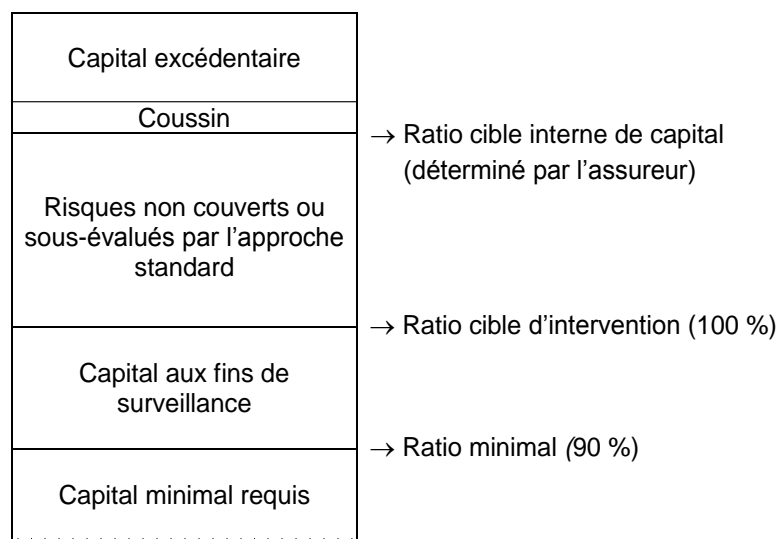 Capital excédentaire
Coussin
→ Ratio cible interne de capital
(déterminé par l'assureur)
Risques non couverts ou
sous-évalués par l'approche
standard
→ Ratio cible d'intervention (100 %)
Capital aux fins de
surveillance
→ Ratio minimal (90 %)
Capital minimal requis